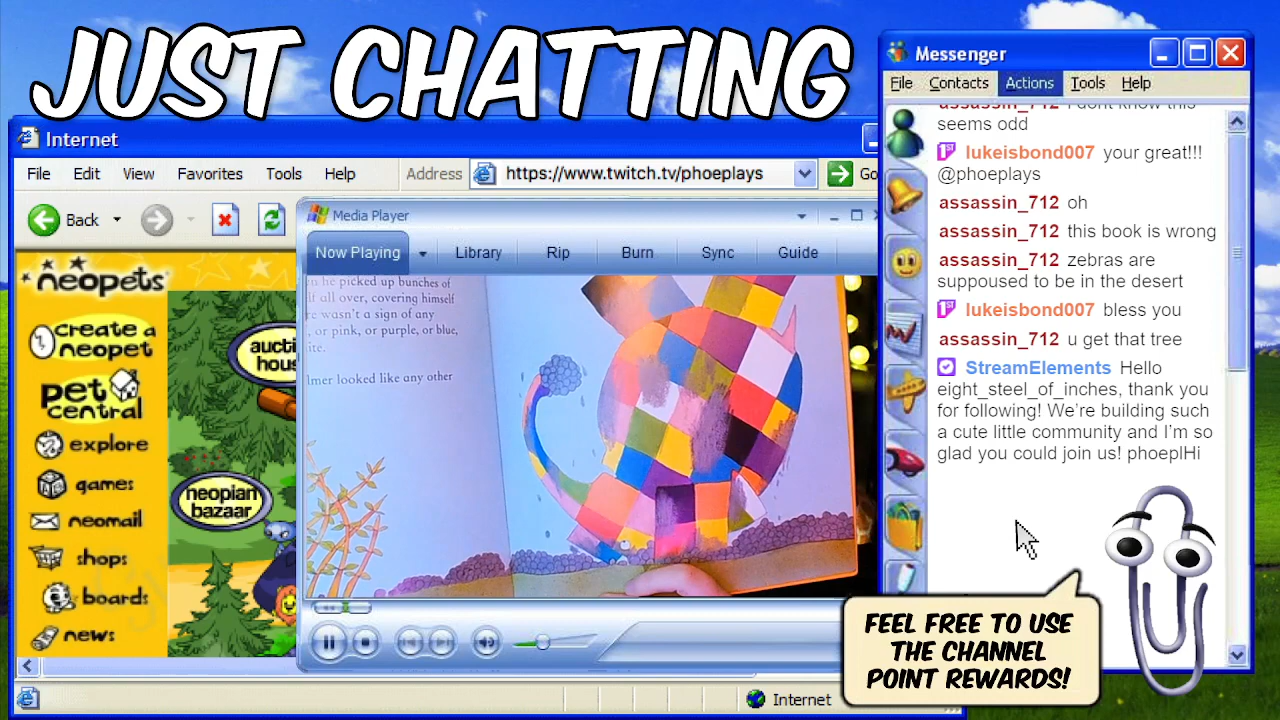 JUST CHATTING
Internet
File Edit View Favorites Tools Help Address https://www.twitch.tv/phoeplays Go
Back
neopets
create a
neopet
pet
central
explore
games
neomail
shops
boards
news
auction
hous
neopian
bazaar
Media Player
Now Playing Library Rip Burn Sync Guide
he picked up bunches of
all over, covering himself
wasn't a sign of any
, or pink, or purple, or blue,
lmer looked like any other
Internet
Messenger
File Contacts Actions Tools Help
assassin_712 i dont know this
seems odd
lukeisbond007 your great!!!
@phoeplays
assassin_712 oh
assassin_712 this book is wrong
assassin_712 zebras are
suppoused to be in the desert
lukeisbond007 bless you
assassin_712 u get that tree
StreamElements Hello
eight_steel_of_inches, thank you
for following! We're building such
a cute little community and I'm so
glad you could join us! phoeplHi
FEEL FREE TO USE
THE CHANNEL
POINT REWARDS!